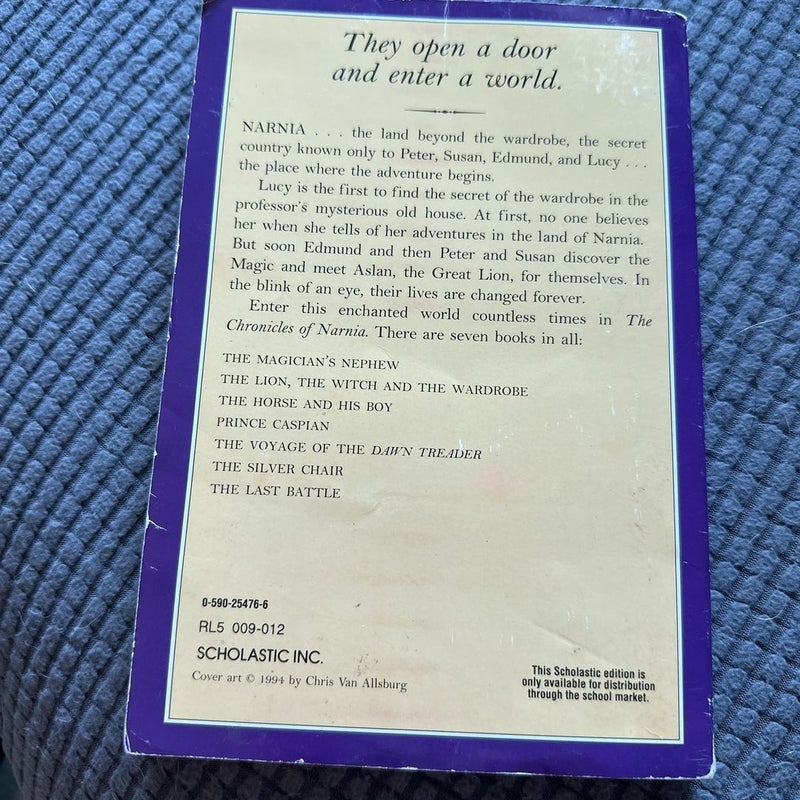 They open a door
and enter a world.
NARNIA . . . the land beyond the wardrobe, the secret
country known only to Peter, Susan, Edmund, and Lucy . . .
the place where the adventure begins.
Lucy is the first to find the secret of the wardrobe in the
professor's mysterious old house. At first, no one believes
her when she tells of her adventures in the land of Narnia.
But soon Edmund and then Peter and Susan discover the
Magic and meet Aslan, the Great Lion, for themselves. In
the blink of an eye, their lives are changed forever.
Enter this enchanted world countless times in The
Chronicles of Narnia. There are seven books in all:
THE MAGICIAN'S NEPHEW
THE LION, THE WITCH AND THE WARDROBE
THE HORSE AND HIS BOY
PRINCE CASPIAN
THE VOYAGE OF THE DAWN TREADER
THE SILVER CHAIR
THE LAST BATTLE
0-590-25476-6
RL5 009-012
SCHOLASTIC INC.
Cover art © 1994 by Chris Van Allsburg
This Scholastic edition is
only available for distribution
through the school market.